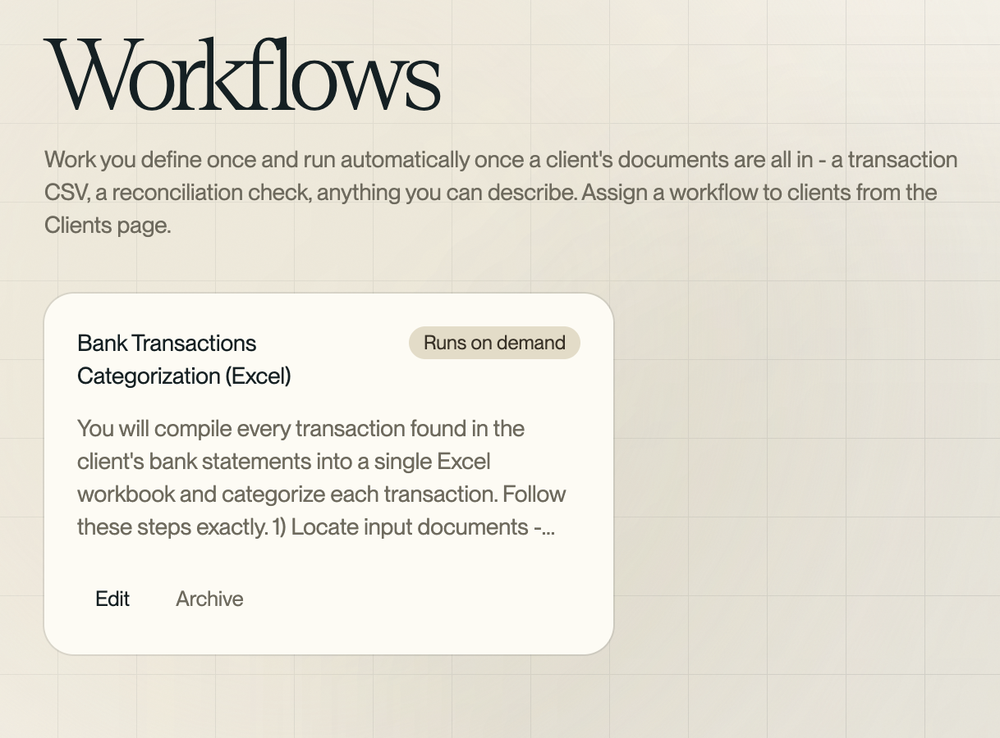 Workflows
Work you define once and run automatically once a client's documents are all in - a transaction
CSV, a reconciliation check, anything you can describe. Assign a workflow to clients from the
Clients page.
Bank Transactions
Categorization (Excel)
Runs on demand
You will compile every transaction found in the
client's bank statements into a single Excel
workbook and categorize each transaction. Follow
these steps exactly. 1) Locate input documents -...
Edit
Archive